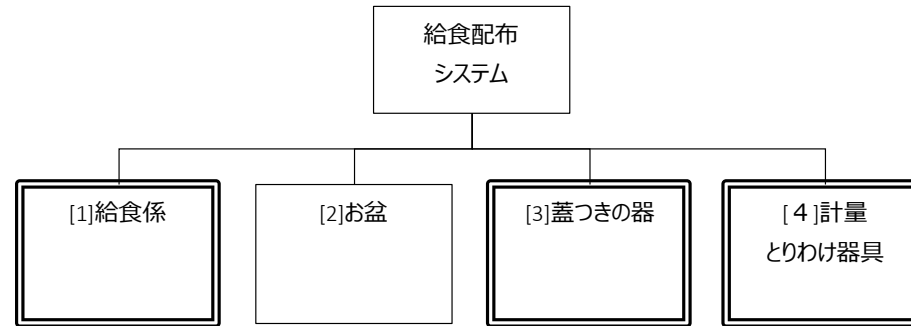 給食配布
システム
[1]給食係
[2]お盆
[3]蓋つきの器
[４]計量
とりわけ器具